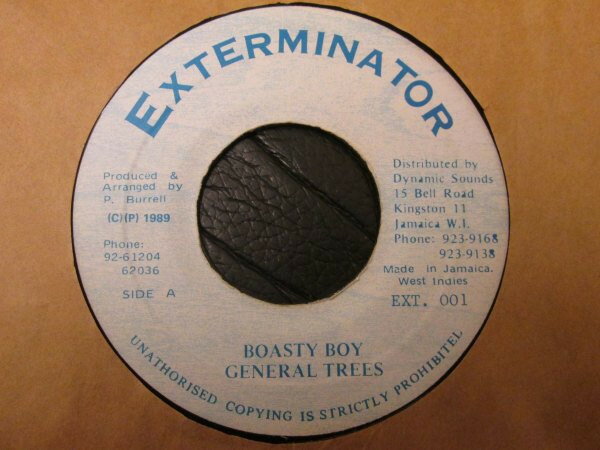 EXTERMINATOR
Produced &
Arranged by
P. Burrell
(C)(P) 1989
Phone:
92-61204
62036
SIDE A
Distributed by
Dynamic Sounds
15 Bell Road
Kingston 11
Jamaica W.I.
Phone: 923-9168
923-9138
Made in Jamaica.
West Indies
EXT. 001
BOASTY BOY
GENERAL TREES
UNATHORISED COPYING IS STRICTLY PROHIBITEL